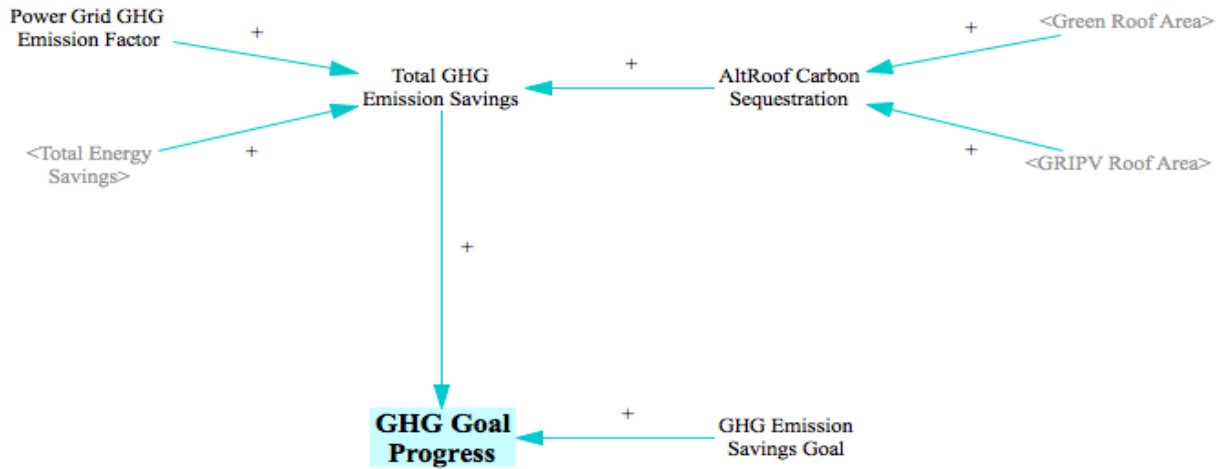 Power Grid GHG
Emission Factor
+
+
<Green Roof Area>
Total GHG
Emission Savings
+
AltRoof Carbon
Sequestration
<Total Energy
Savings>
+
+
<GRIPV Roof Area>
+
GHG Goal
Progress
+
GHG Emission
Savings Goal